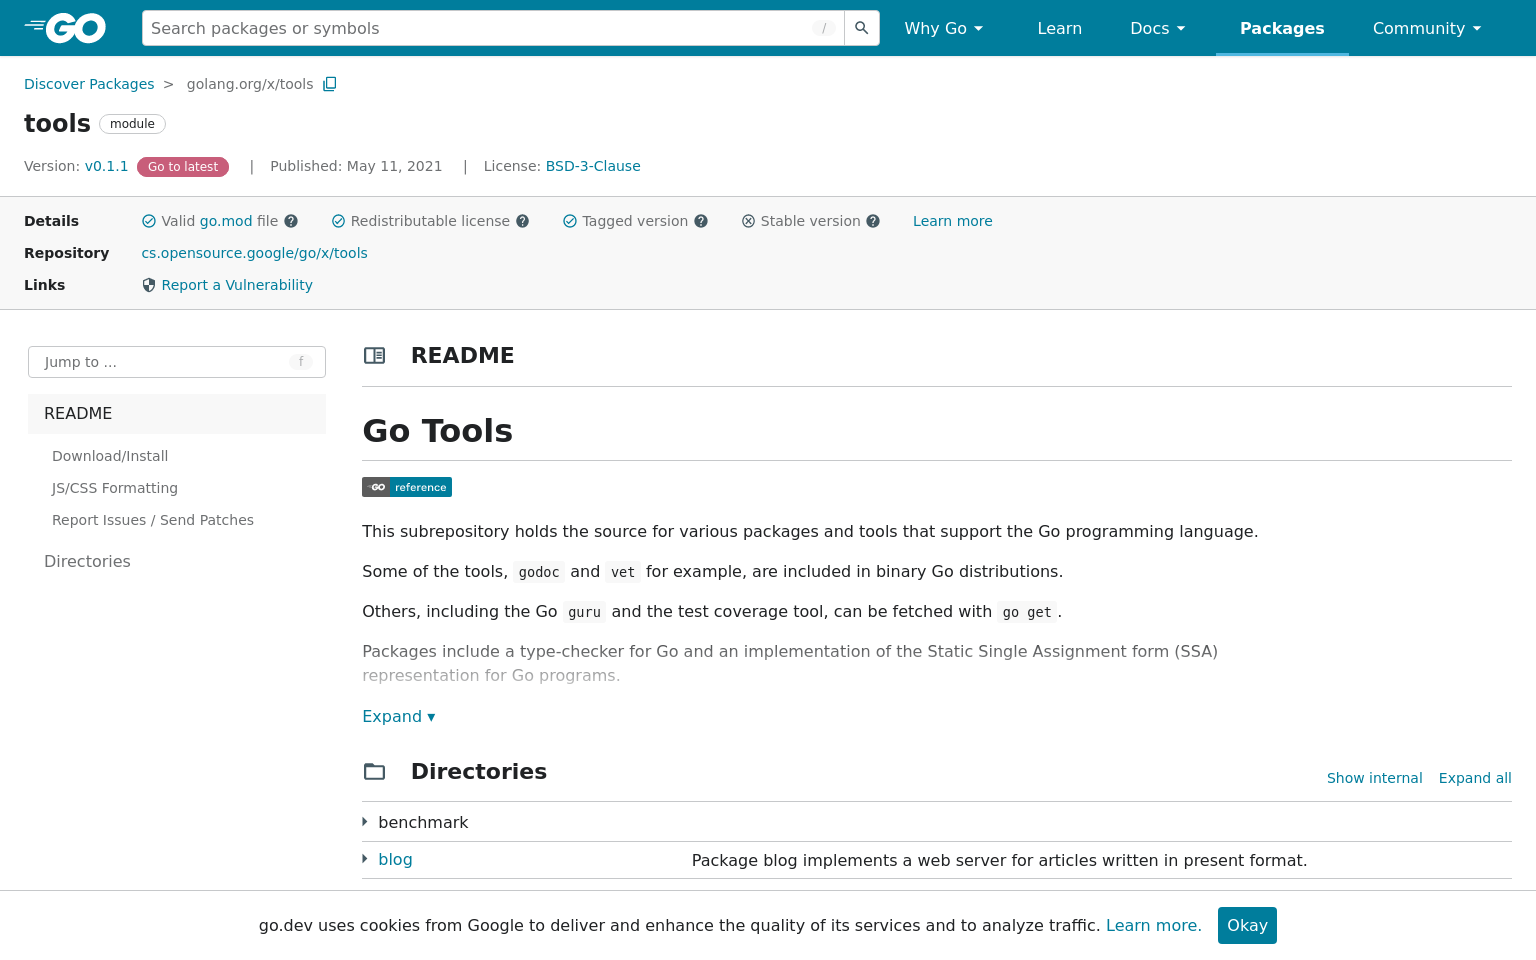 GO
Search packages or symbols
/
Why Go
Learn
Docs
Packages
Community
Discover Packages > golang.org/x/tools
tools module
Version: v0.1.1 Go to latest | Published: May 11, 2021 | License: BSD-3-Clause
Details Valid go.mod file Redistributable license Tagged version Stable version Learn more
Repository cs.opensource.google/go/x/tools
Links Report a Vulnerability
Jump to ... f
README
Download/Install
JS/CSS Formatting
Report Issues / Send Patches
Directories
README
Go Tools
GO reference
This subrepository holds the source for various packages and tools that support the Go programming language.
Some of the tools, godoc and vet for example, are included in binary Go distributions.
Others, including the Go guru and the test coverage tool, can be fetched with go get.
Packages include a type-checker for Go and an implementation of the Static Single Assignment form (SSA)
representation for Go programs.
Expand ▾
Directories
Show internal Expand all
benchmark
blog Package blog implements a web server for articles written in present format.
go.dev uses cookies from Google to deliver and enhance the quality of its services and to analyze traffic. Learn more. Okay